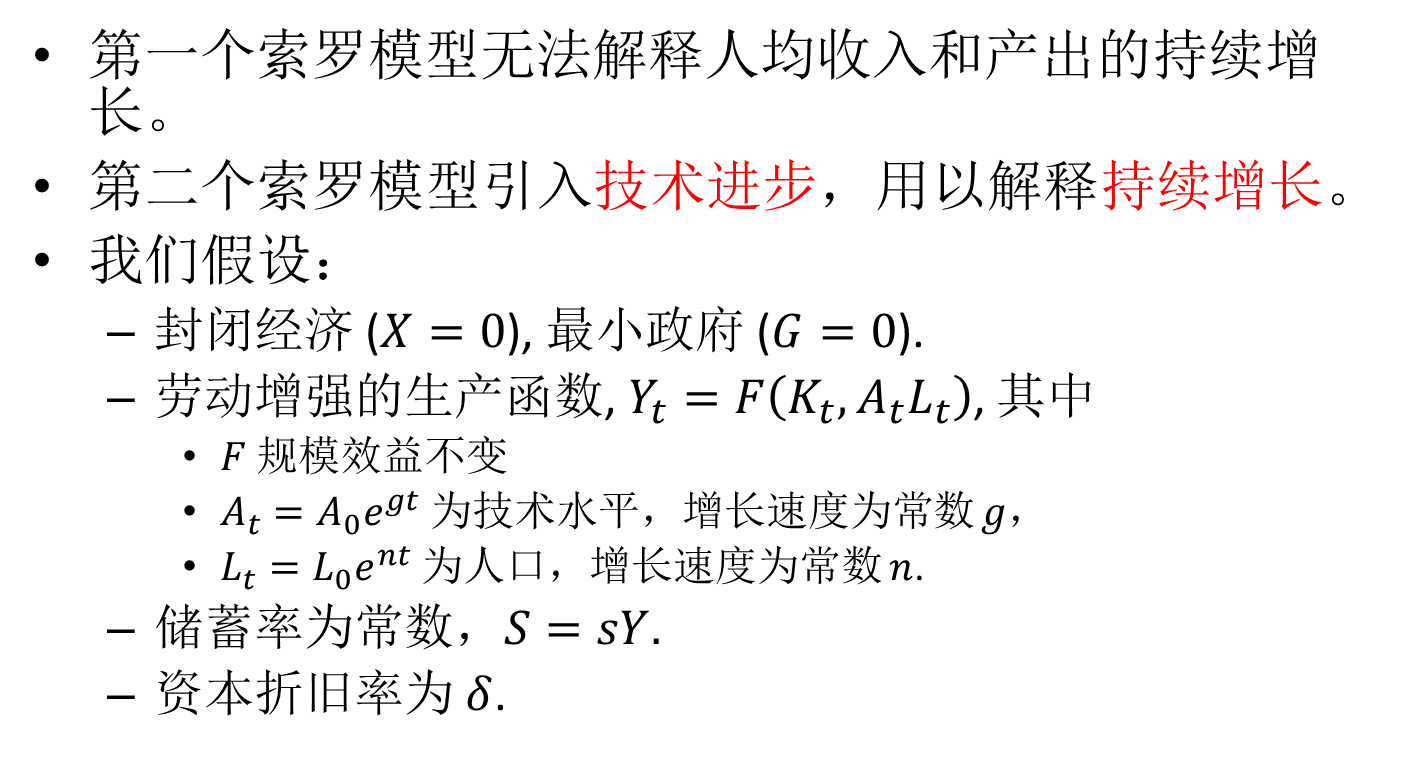 • 第一个索罗模型无法解释人均收入和产出的持续增
长。
• 第二个索罗模型引入技术进步，用以解释持续增长。
• 我们假设：
– 封闭经济 (X = 0), 最小政府 (G = 0).
– 劳动增强的生产函数, Yₜ = F(Kₜ, AₜLₜ), 其中
• F 规模效益不变
• Aₜ = A₀e^{gt} 为技术水平，增长速度为常数 g，
• Lₜ = L₀e^{nt} 为人口，增长速度为常数 n.
– 储蓄率为常数，S = sY.
– 资本折旧率为 δ.